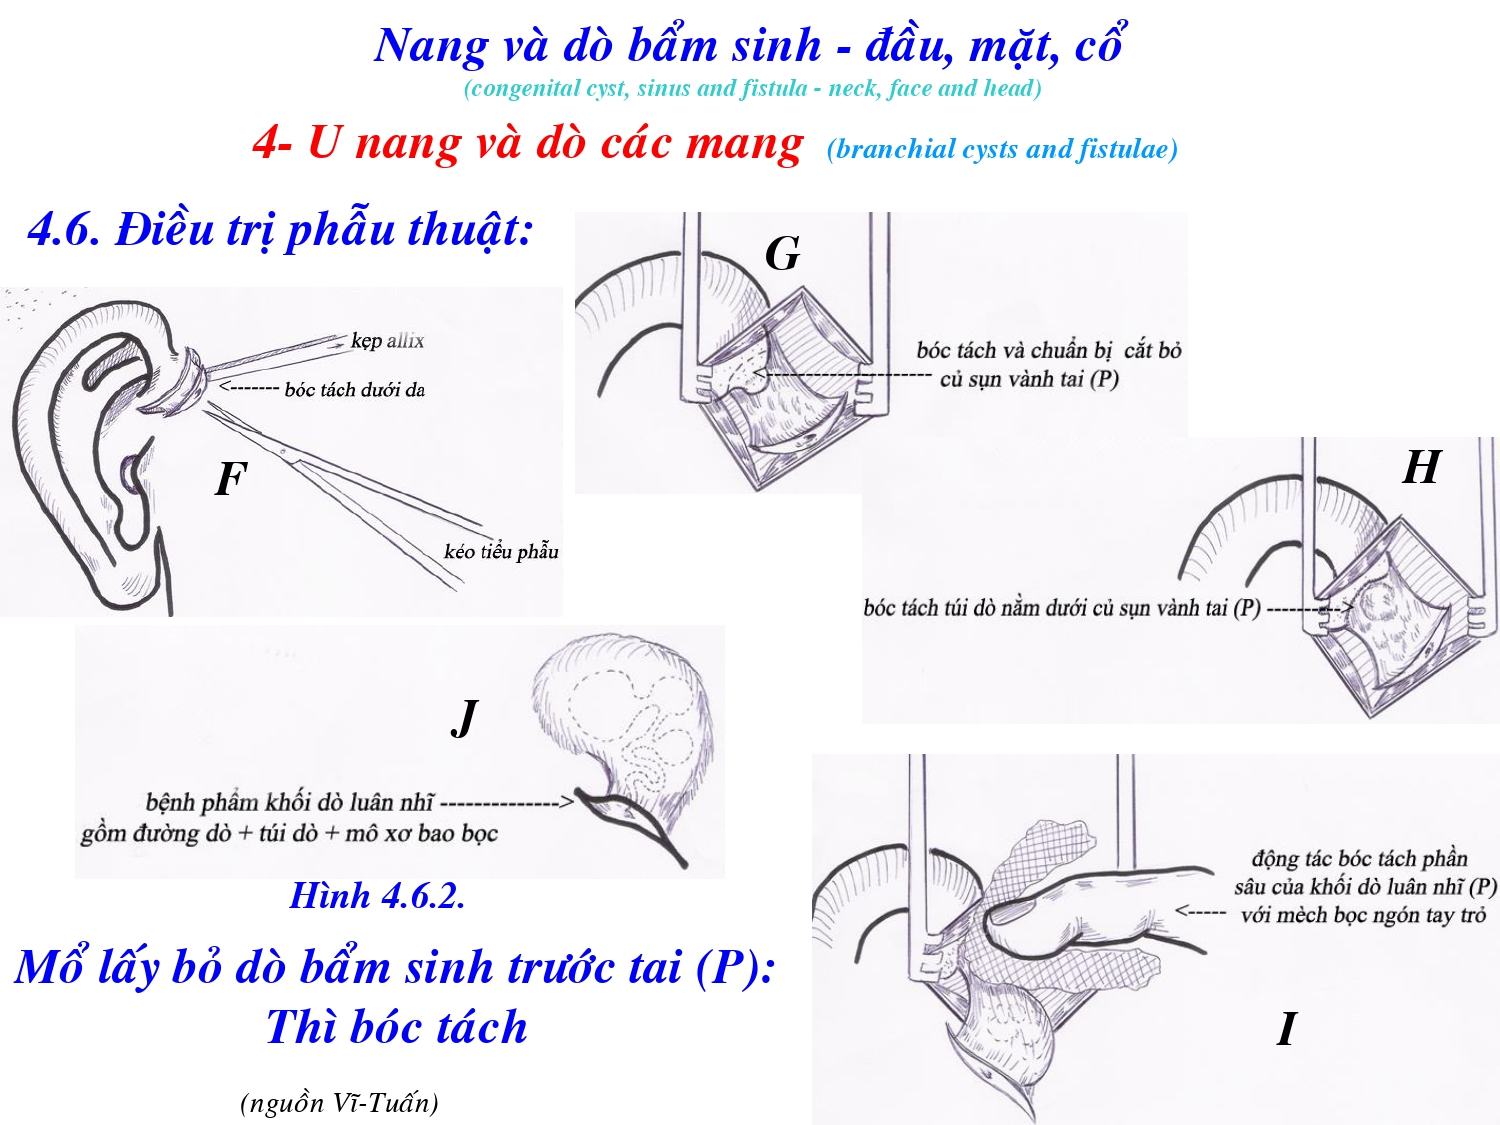 Nang và dò bẩm sinh - đầu, mặt, cổ
(congenital cyst, sinus and fistula - neck, face and head)
4- U nang và dò các mang (branchial cysts and fistulae)
4.6. Điều trị phẫu thuật:
kẹp allix
<------- bóc tách dưới da
F
kéo tiểu phẫu
G
bóc tách và chuẩn bị cắt bỏ
<--------------------
củ sụn vành tai (P)
H
bóc tách túi dò nằm dưới củ sụn vành tai (P) ---------->
J
bệnh phẩm khối dò luân nhĩ -------------->
gồm đường dò + túi dò + mô xơ bao bọc
Hình 4.6.2.
Mổ lấy bỏ dò bẩm sinh trước tai (P):
Thì bóc tách
(nguồn Vĩ-Tuấn)
động tác bóc tách phần
sâu của khối dò luân nhĩ (P)
<----- với mèch bọc ngón tay trỏ
I